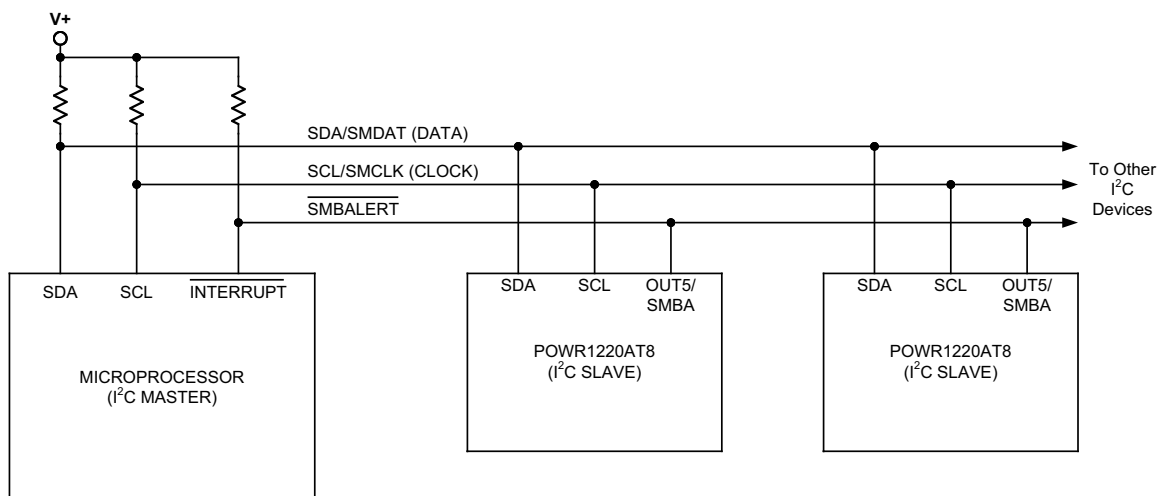 V+
SDA/SMDAT (DATA)
SCL/SMCLK (CLOCK)
SMBALERT
To Other
I²C
Devices
SDA SCL INTERRUPT
MICROPROCESSOR
(I²C MASTER)
SDA SCL OUT5/
SMBA
POWR1220AT8
(I²C SLAVE)
SDA SCL OUT5/
SMBA
POWR1220AT8
(I²C SLAVE)